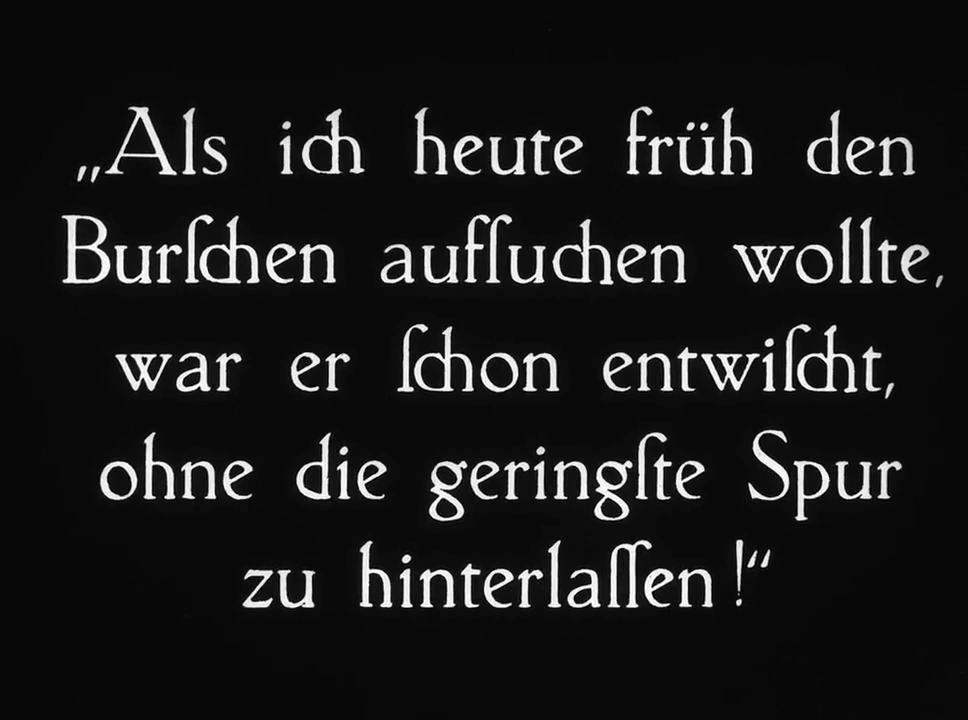 „Als ich heute früh den
Burſchen aufſuchen wollte,
war er ſchon entwiſcht,
ohne die geringſte Spur
zu hinterlaſſen!“